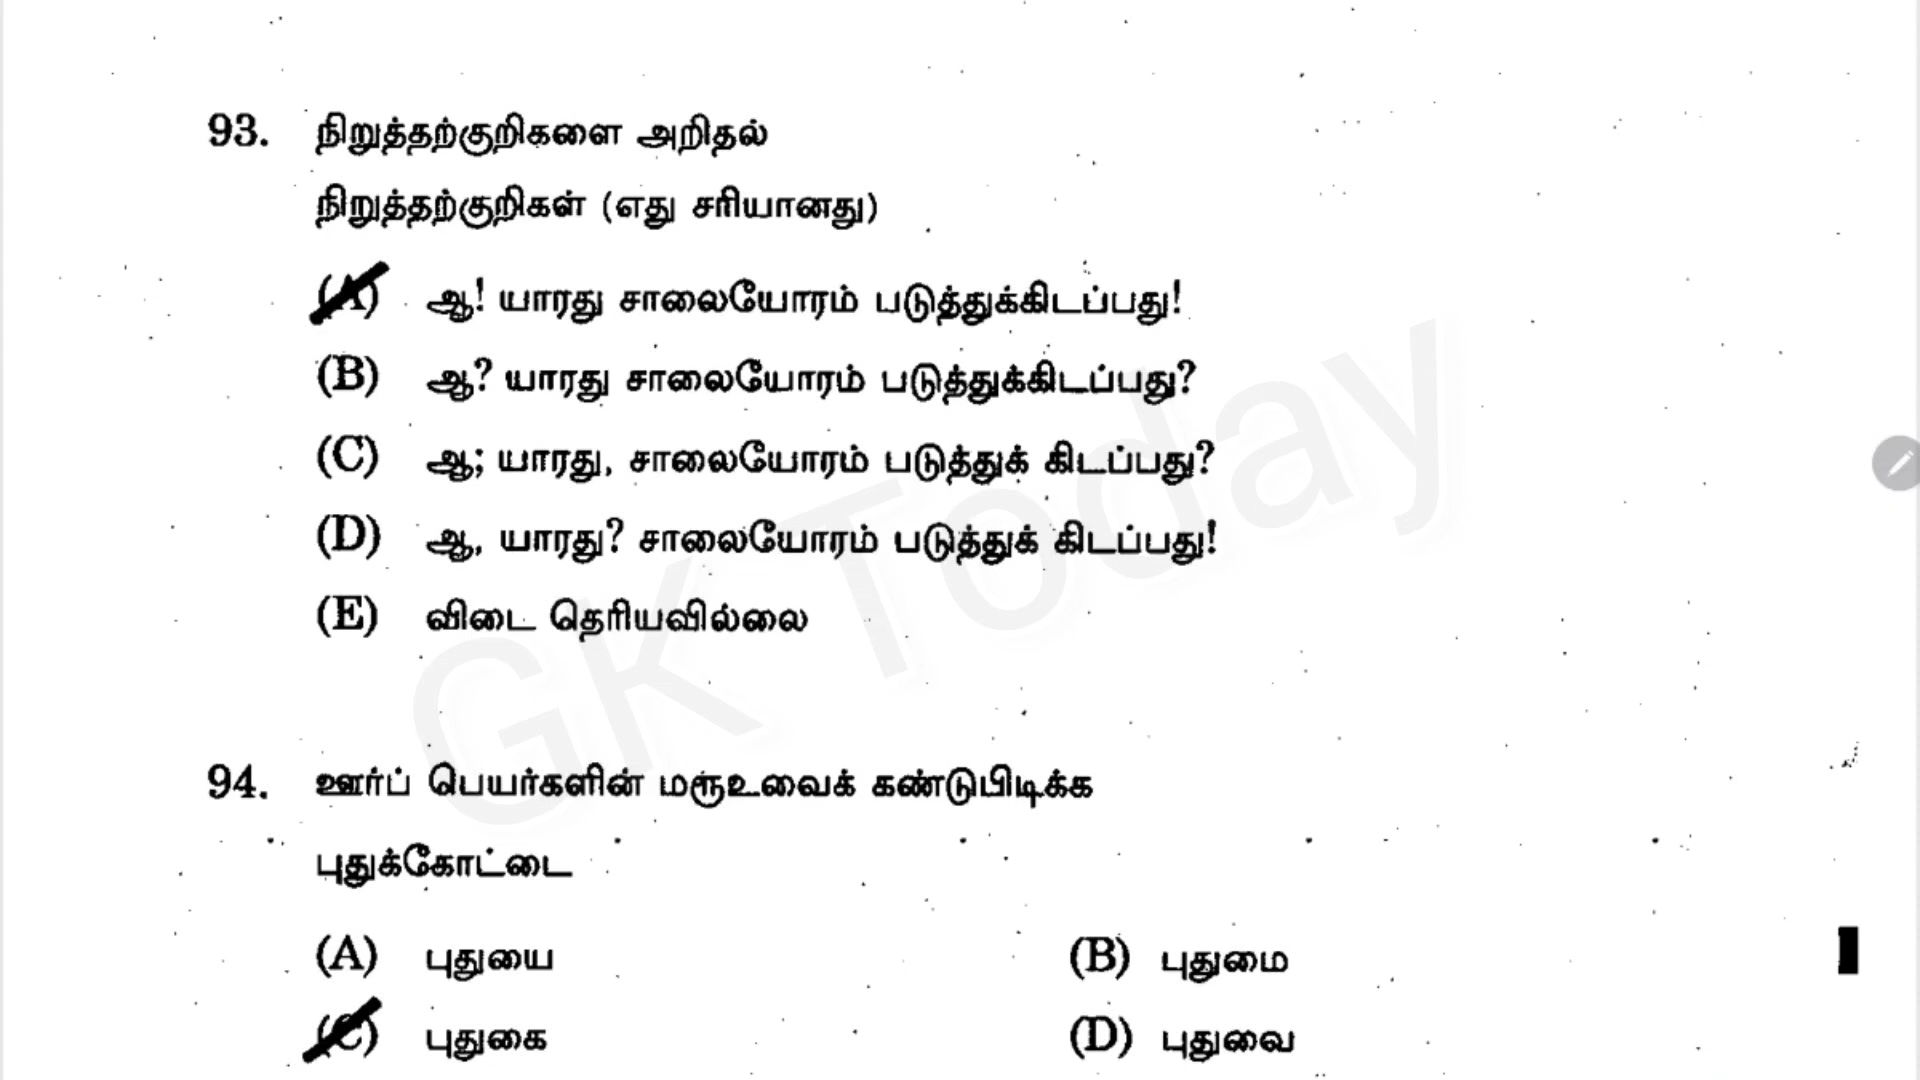 93. நிறுத்தற்குறிகளை அறிதல்
நிறுத்தற்குறிகள் (எது சரியானது)
(A) ஆ! யாரது சாலையோரம் படுத்துக்கிடப்பது!
(B) ஆ? யாரது சாலையோரம் படுத்துக்கிடப்பது?
(C) ஆ; யாரது, சாலையோரம் படுத்துக் கிடப்பது?
(D) ஆ, யாரது? சாலையோரம் படுத்துக் கிடப்பது!
(E) விடை தெரியவில்லை
GK Today
94. ஊர்ப் பெயர்களின் மரூஉவைக் கண்டுபிடிக்க
புதுக்கோட்டை
(A) புதுயை (B) புதுமை
(C) புதுகை (D) புதுவை